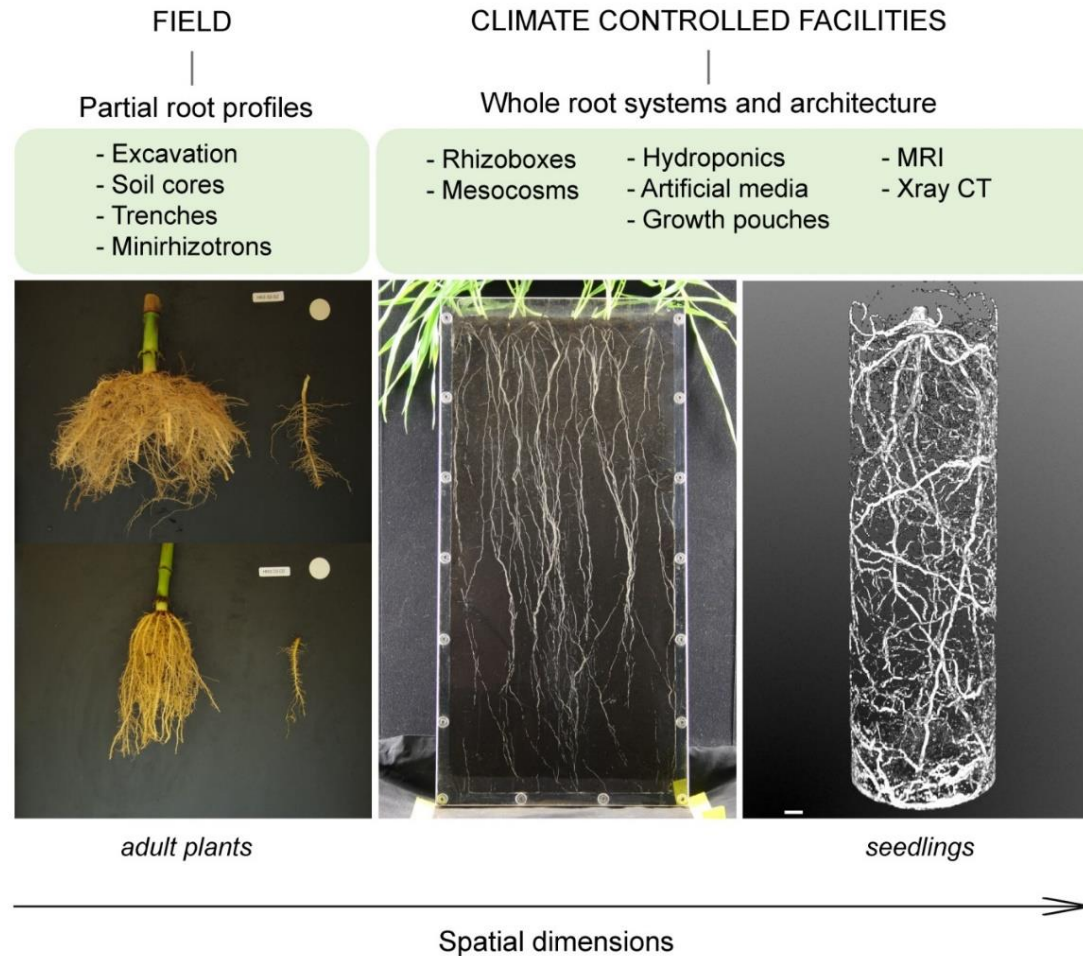 FIELD
CLIMATE CONTROLLED FACILITIES
Partial root profiles
Whole root systems and architecture
- Excavation
- Soil cores
- Trenches
- Minirhizotrons
- Rhizoboxes
- Mesocosms
- Hydroponics
- Artificial media
- Growth pouches
- MRI
- Xray CT
adult plants
seedlings
Spatial dimensions